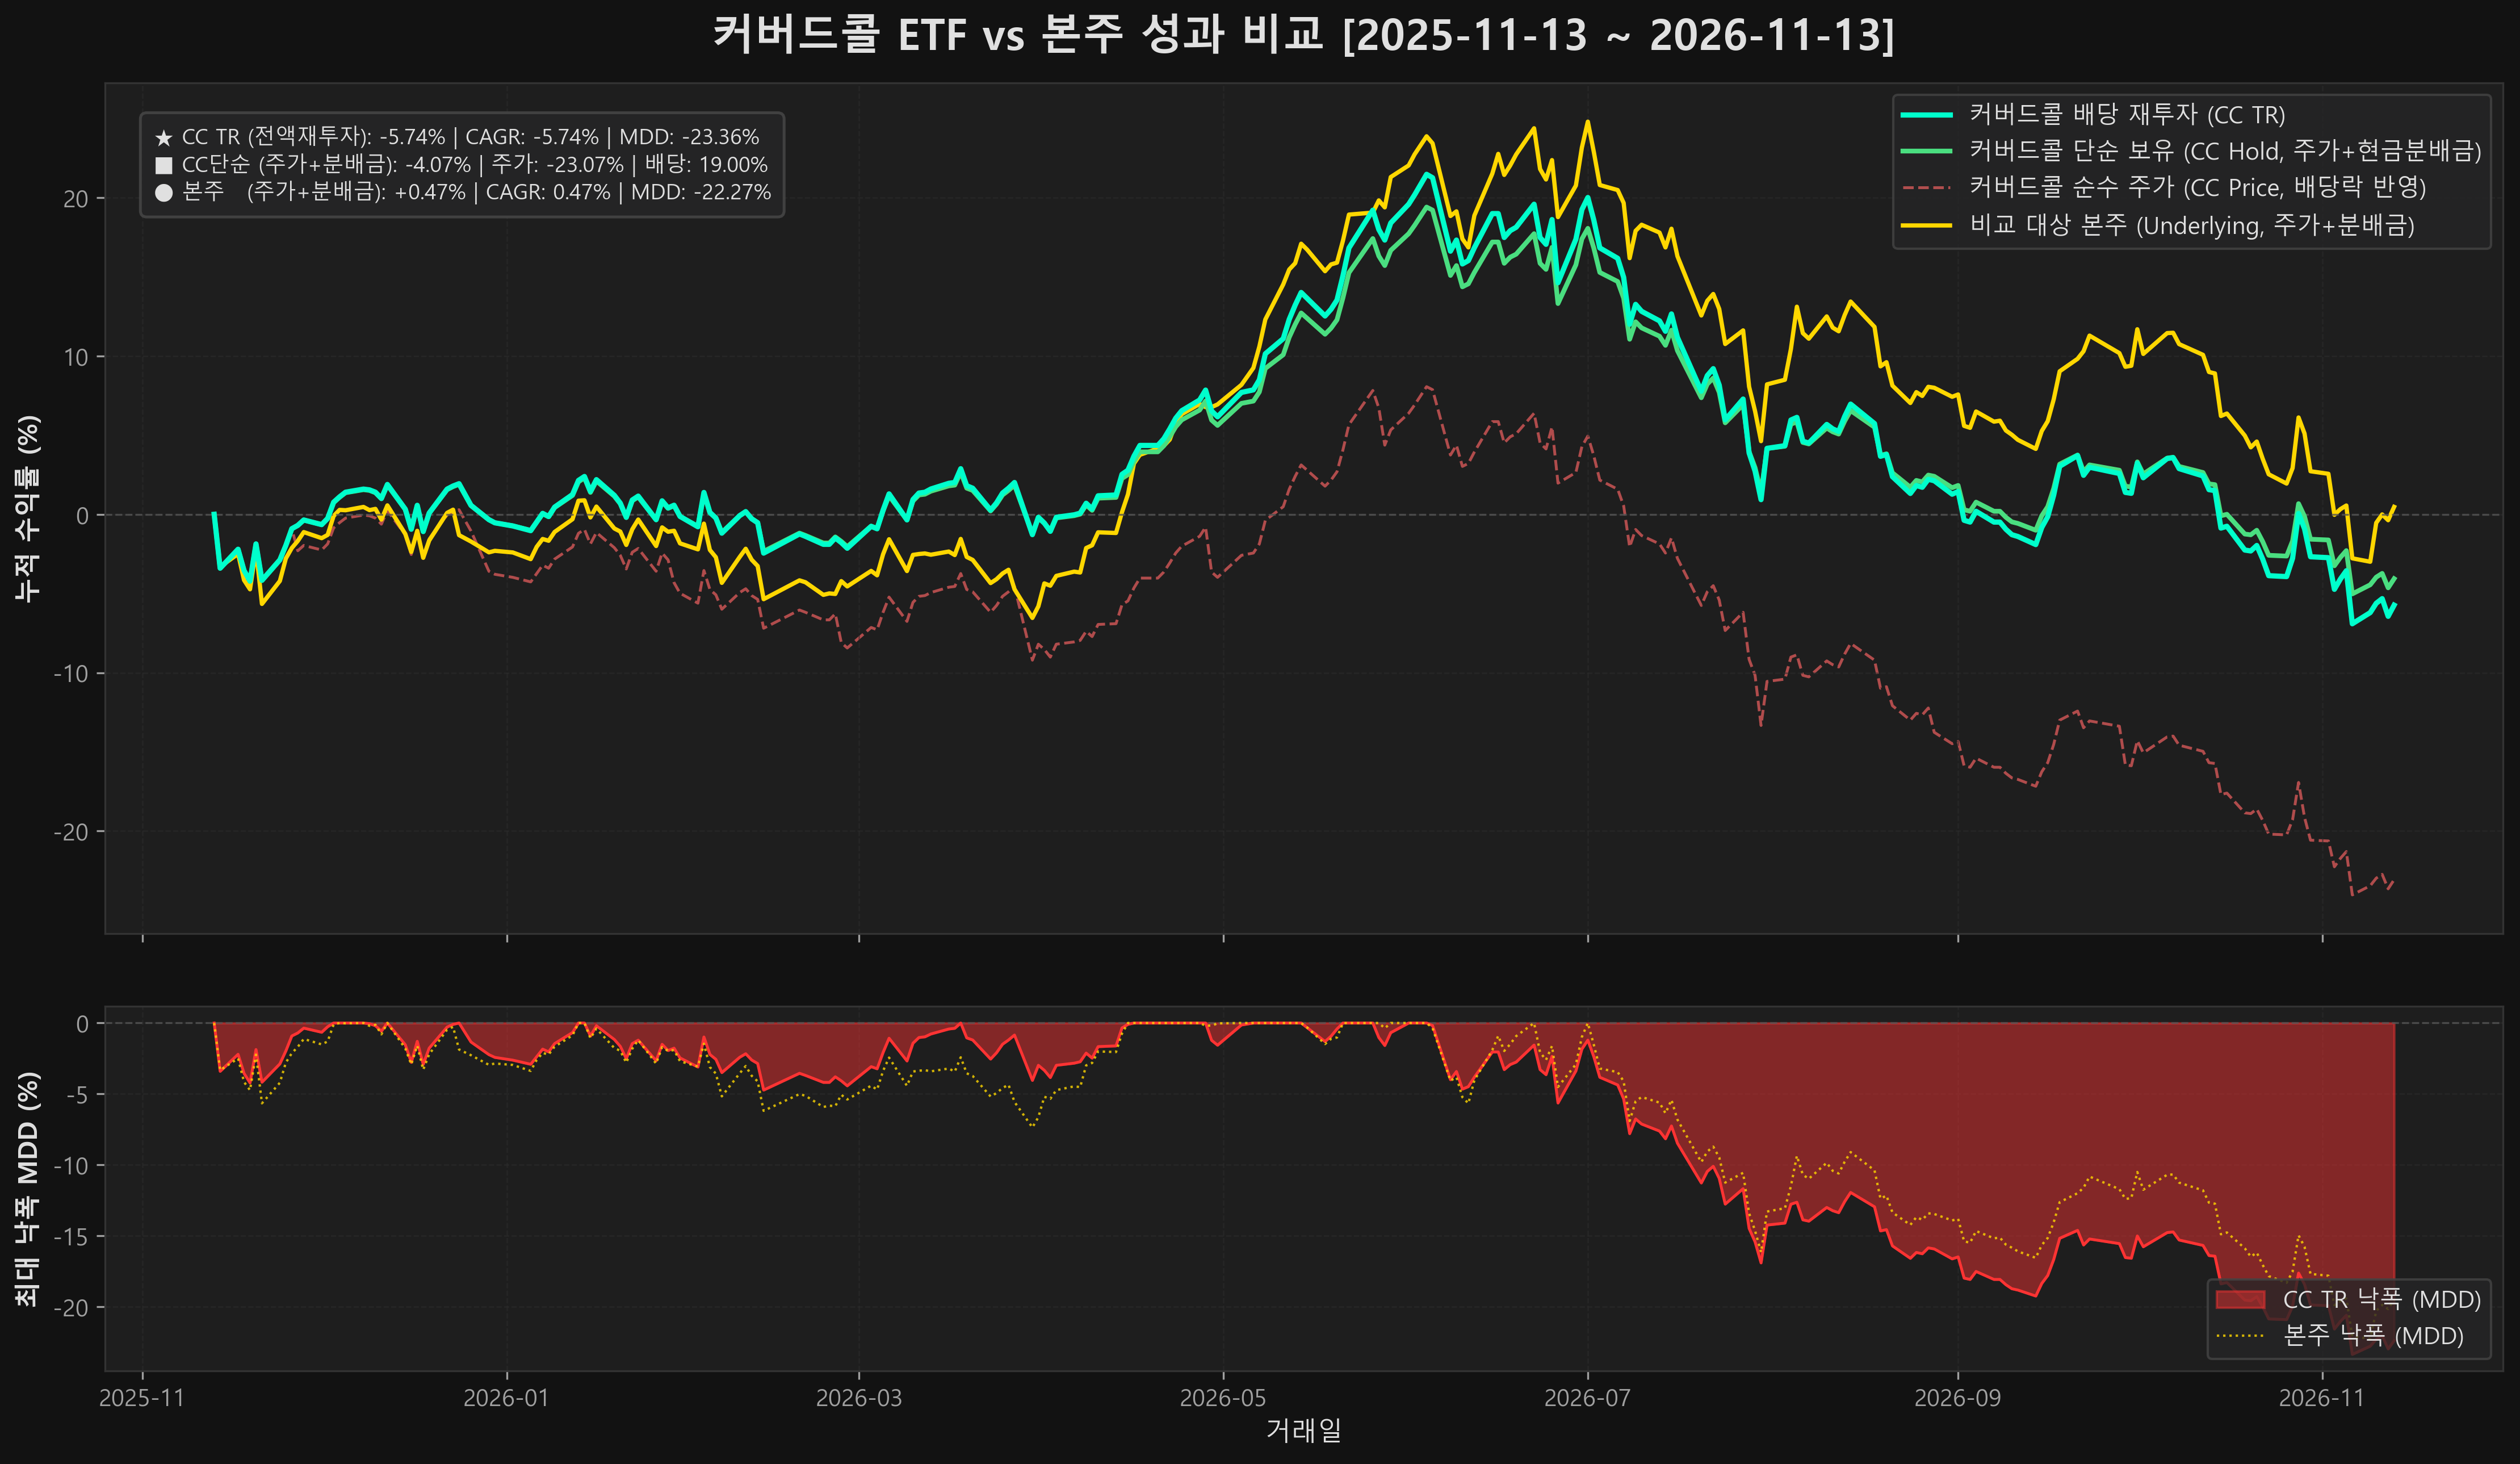 커버드콜 ETF vs 본주 성과 비교 [2025-11-13 ~ 2026-11-13]
★ CC TR (전액재투자): -5.74% | CAGR: -5.74% | MDD: -23.36%
■ CC단순 (주가+분배금): -4.07% | 주가: -23.07% | 배당: 19.00%
● 본주 (주가+분배금): +0.47% | CAGR: 0.47% | MDD: -22.27%
커버드콜 배당 재투자 (CC TR)
커버드콜 단순 보유 (CC Hold, 주가+현금분배금)
커버드콜 순수 주가 (CC Price, 배당락 반영)
비교 대상 본주 (Underlying, 주가+분배금)
누적 수익률 (%)
20
10
0
-10
-20
최대 낙폭 MDD (%)
0
-5
-10
-15
-20
CC TR 낙폭 (MDD)
본주 낙폭 (MDD)
2025-11
2026-01
2026-03
2026-05
2026-07
2026-09
2026-11
거래일